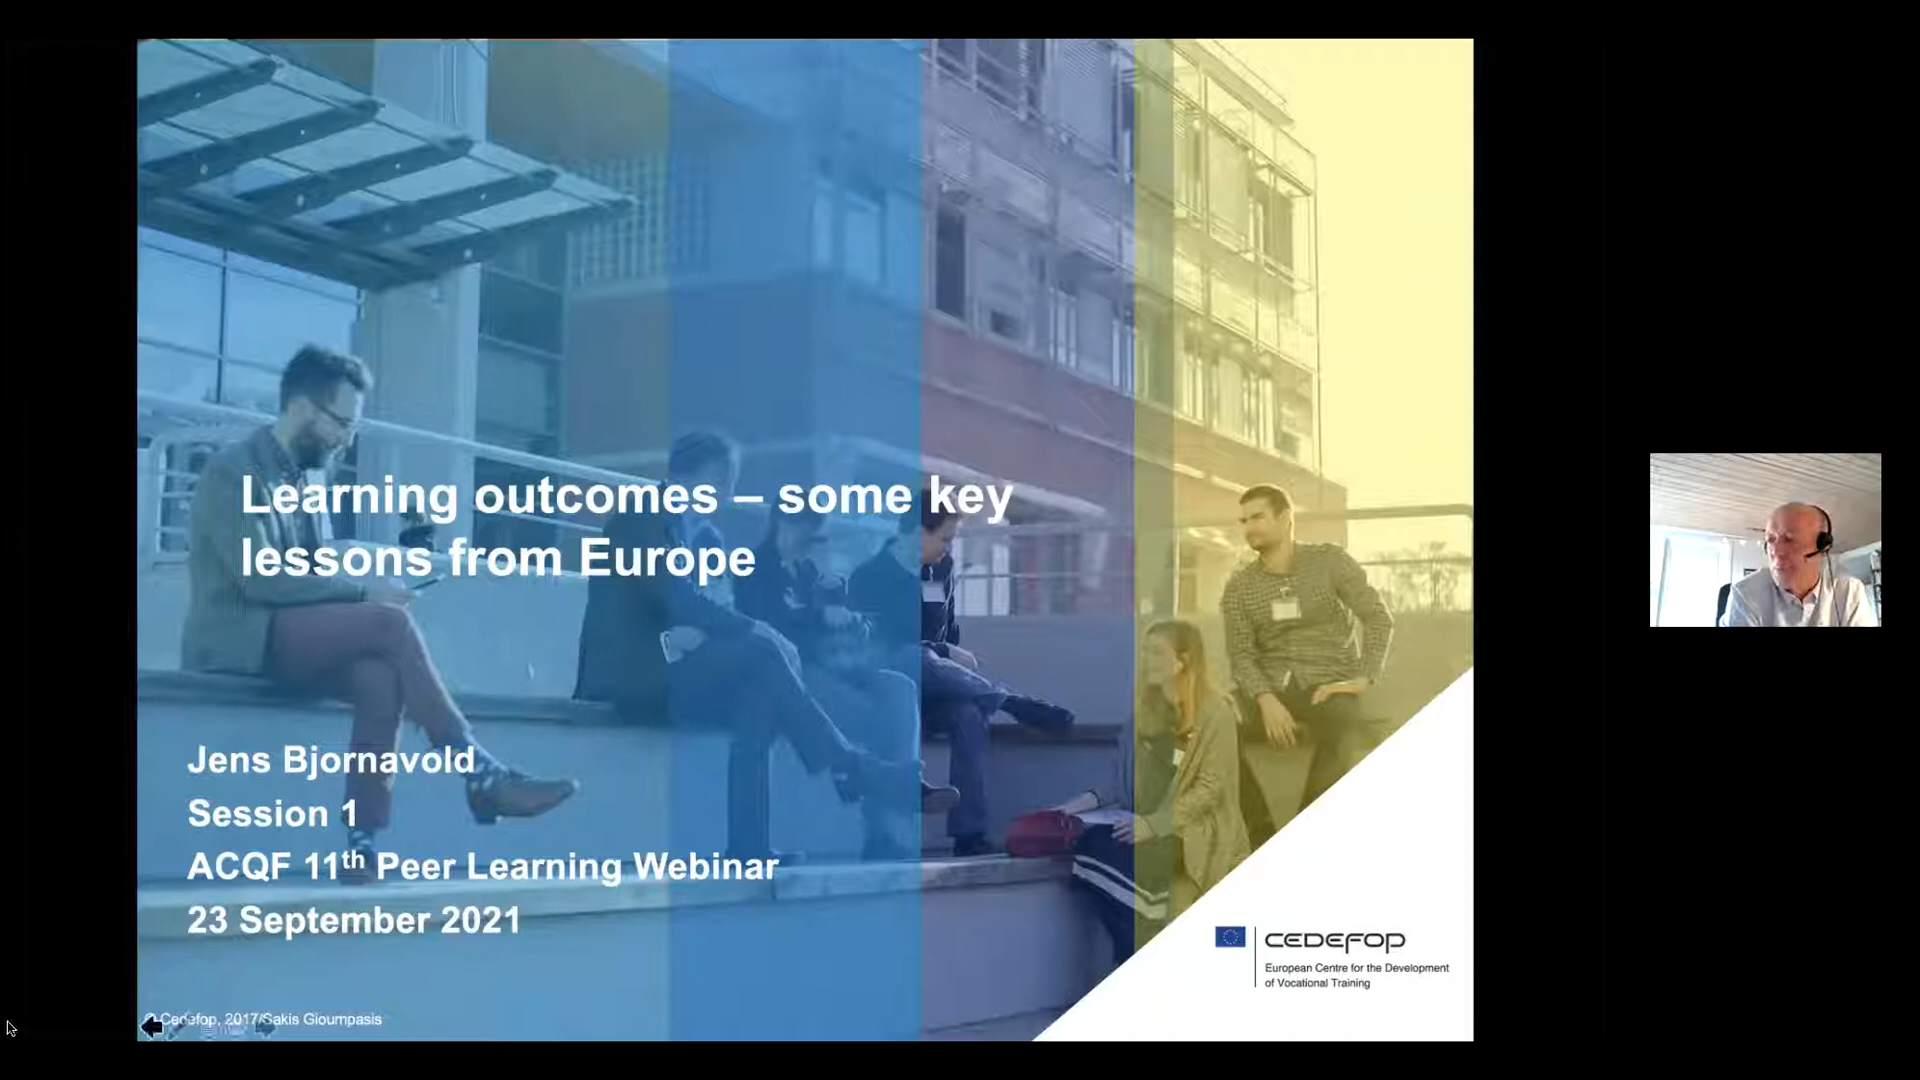 Learning outcomes – some key
lessons from Europe
Jens Bjornavold
Session 1
ACQF 11th Peer Learning Webinar
23 September 2021
CEDEFOP
European Centre for the Development
of Vocational Training
© Cedefop, 2017/Sakis Gioumpasis